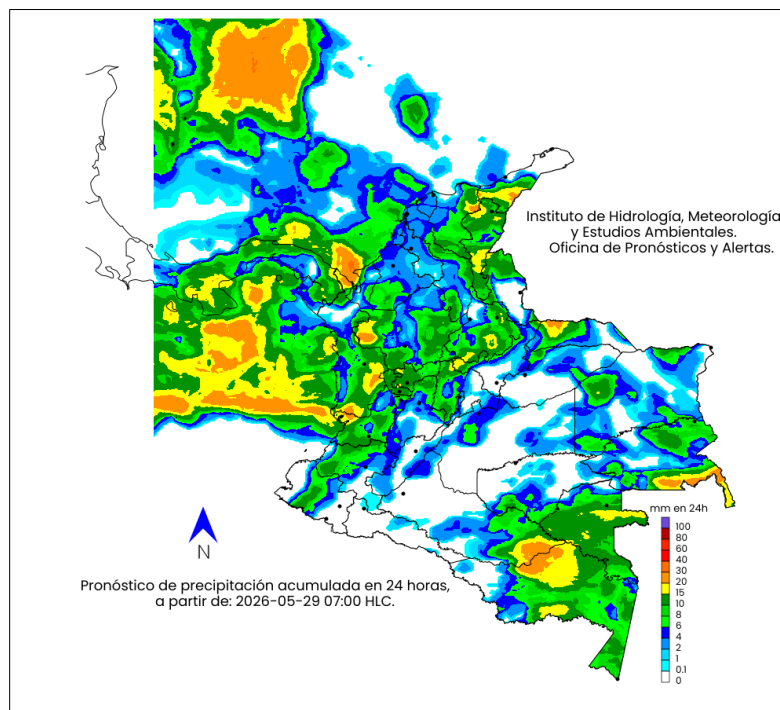 Instituto de Hidrología, Meteorología
y Estudios Ambientales.
Oficina de Pronósticos y Alertas.
mm en 24h
100
80
60
40
30
20
15
10
8
6
4
2
1
0.1
0
N
Pronóstico de precipitación acumulada en 24 horas,
a partir de: 2026-05-29 07:00 HLC.